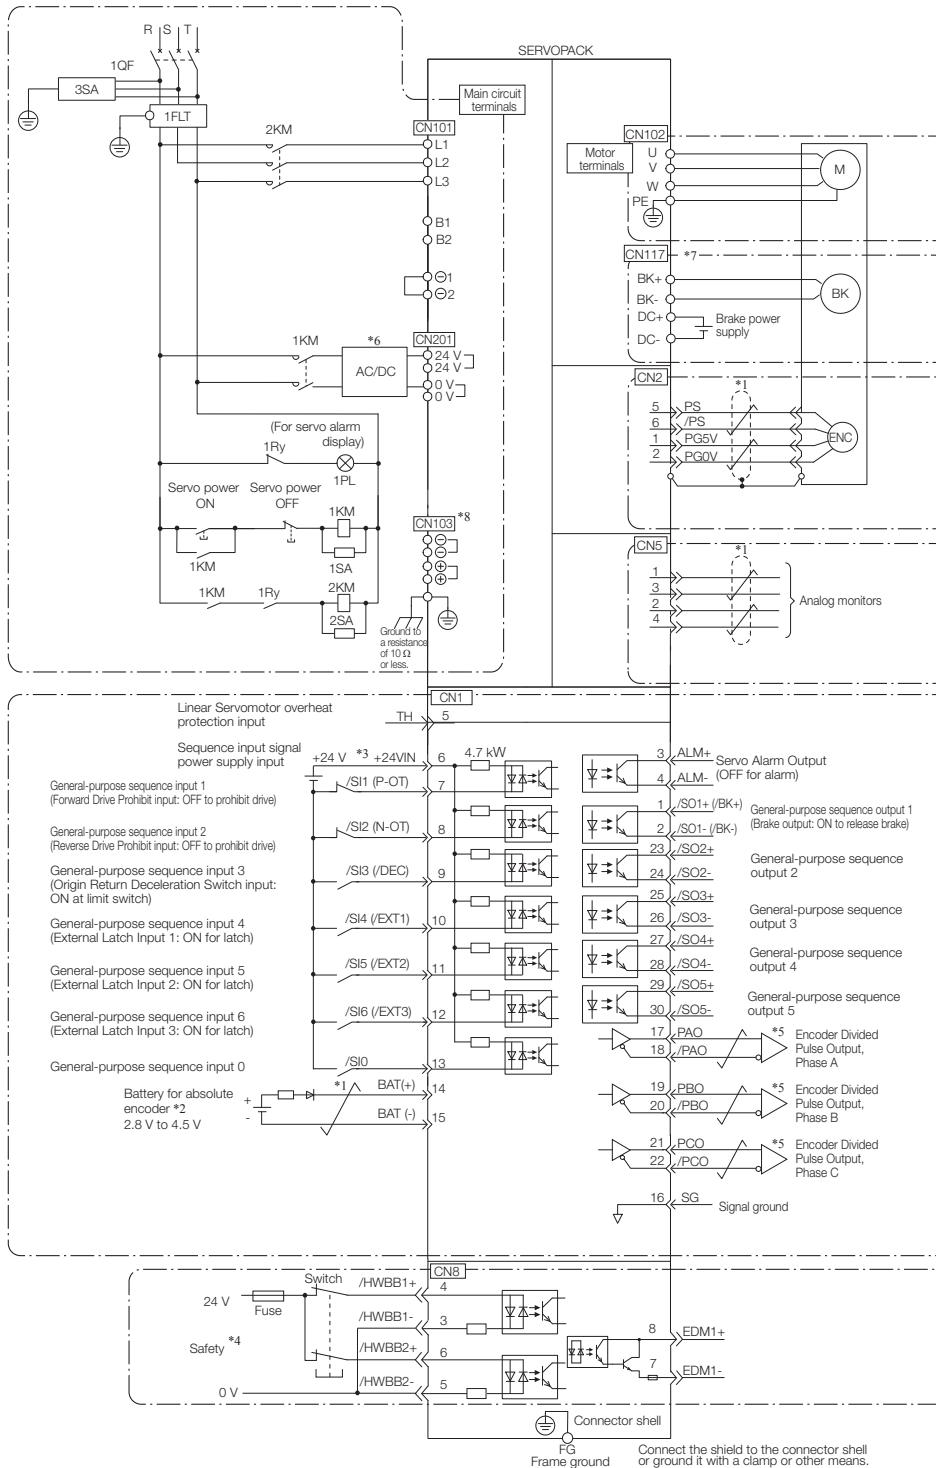 R S T
SERVOPACK
1QF
3SA
1FLT
Main circuit
terminals
2KM
CN101
L1
L2
L3
B1
B2
⊖1
⊖2
CN201
1KM
*6
AC/DC
24 V
24 V
0 V
0 V
(For servo alarm
display)
1Ry
1PL
Servo power
ON
Servo power
OFF
1KM
1KM
1SA
CN103
*8
⊖
⊖
⊕
⊕
1KM
1Ry
2KM
2SA
Ground to
a resistance
of 10 Ω
or less.
CN102
Motor
terminals
U
V
W
PE
M
CN117
*7
BK+
BK-
DC+
DC-
BK
Brake power
supply
CN2
*1
5 PS
6 /PS
1 PG5V
2 PG0V
ENC
CN5
*1
1
3
2
4
Analog monitors
CN1
Linear Servomotor overheat
protection input
TH 5
Sequence input signal
power supply input
+24 V *3 +24VIN 6 4.7 kW
General-purpose sequence input 1
(Forward Drive Prohibit input: OFF to prohibit drive)
/SI1 (P-OT) 7
General-purpose sequence input 2
(Reverse Drive Prohibit input: OFF to prohibit drive)
/SI2 (N-OT) 8
General-purpose sequence input 3
(Origin Return Deceleration Switch input:
ON at limit switch)
/SI3 (/DEC) 9
General-purpose sequence input 4
(External Latch Input 1: ON for latch)
/SI4 (/EXT1) 10
General-purpose sequence input 5
(External Latch Input 2: ON for latch)
/SI5 (/EXT2) 11
General-purpose sequence input 6
(External Latch Input 3: ON for latch)
/SI6 (/EXT3) 12
General-purpose sequence input 0
/SI0 13
Battery for absolute
encoder *2
2.8 V to 4.5 V
+
-
*1
BAT(+) 14
BAT (-) 15
3 ALM+
4 ALM-
Servo Alarm Output
(OFF for alarm)
1 /SO1+ (/BK+)
2 /SO1- (/BK-)
General-purpose sequence output 1
(Brake output: ON to release brake)
23 /SO2+
24 /SO2-
General-purpose sequence
output 2
25 /SO3+
26 /SO3-
General-purpose sequence
output 3
27 /SO4+
28 /SO4-
General-purpose sequence
output 4
29 /SO5+
30 /SO5-
General-purpose sequence
output 5
17 PAO
18 /PAO
*5
Encoder Divided
Pulse Output,
Phase A
19 PBO
20 /PBO
*5
Encoder Divided
Pulse Output,
Phase B
21 PCO
22 /PCO
*5
Encoder Divided
Pulse Output,
Phase C
16 SG
Signal ground
CN8
Switch
24 V
Fuse
Safety *4
0 V
/HWBB1+ 4
/HWBB1- 3
/HWBB2+ 6
/HWBB2- 5
8 EDM1+
7 EDM1-
Connector shell
FG
Frame ground
Connect the shield to the connector shell
or ground it with a clamp or other means.